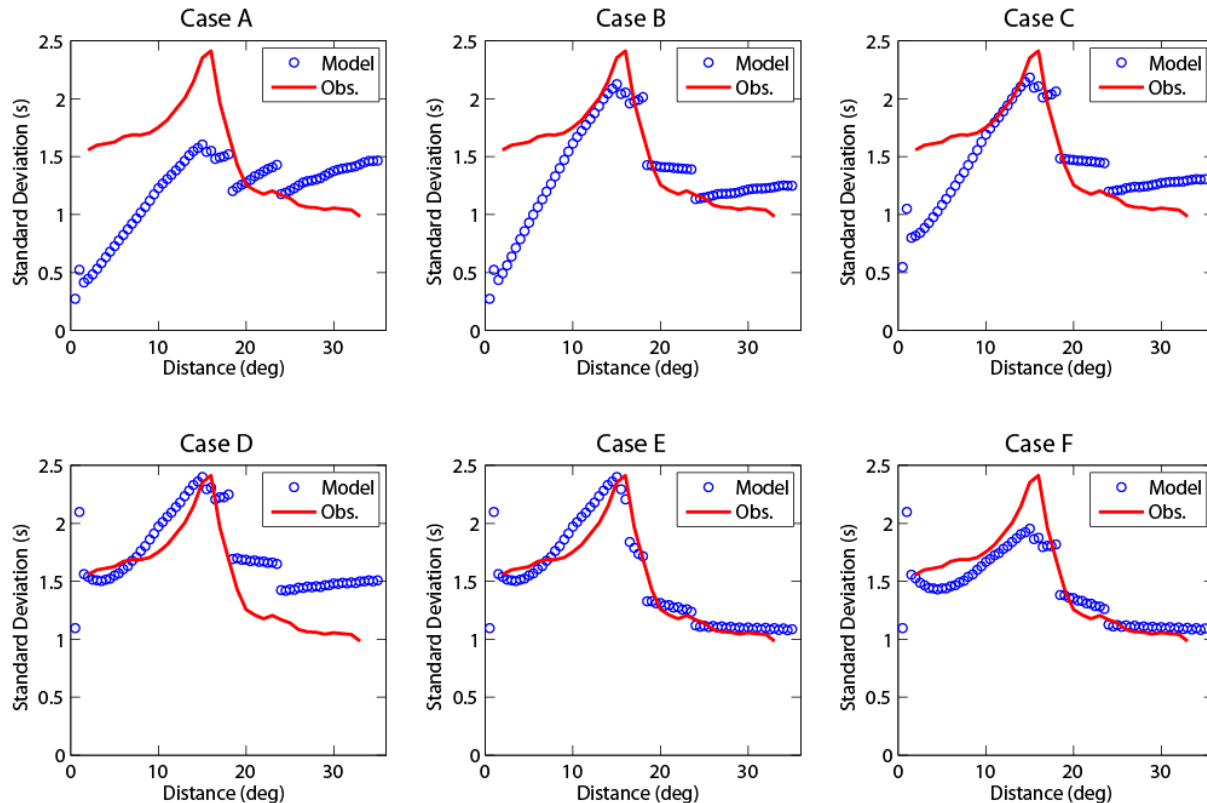 Case A
Case B
Case C
2.5
2
1.5
1
0.5
0
Standard Deviation (s)
Model
Obs.
0 10 20 30
Distance (deg)
2.5
2
1.5
1
0.5
0
Standard Deviation (s)
Model
Obs.
0 10 20 30
Distance (deg)
2.5
2
1.5
1
0.5
0
Standard Deviation (s)
Model
Obs.
0 10 20 30
Distance (deg)
Case D
Case E
Case F
2.5
2
1.5
1
0.5
0
Standard Deviation (s)
Model
Obs.
0 10 20 30
Distance (deg)
2.5
2
1.5
1
0.5
0
Standard Deviation (s)
Model
Obs.
0 10 20 30
Distance (deg)
2.5
2
1.5
1
0.5
0
Standard Deviation (s)
Model
Obs.
0 10 20 30
Distance (deg)